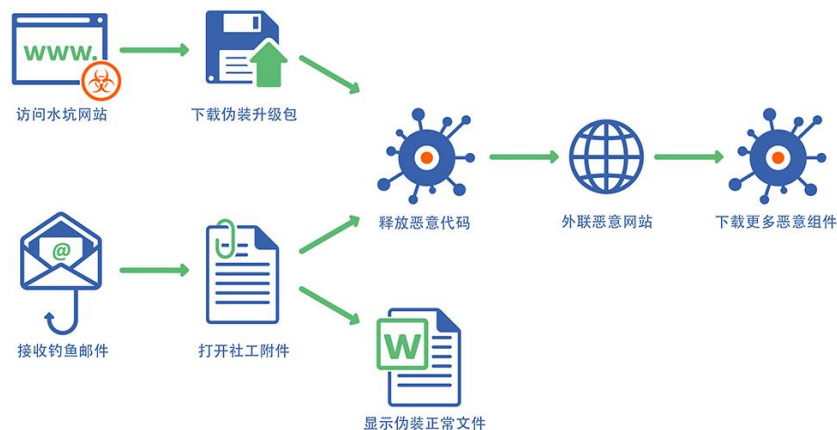 www.
访问水坑网站
下载伪装升级包
释放恶意代码
外联恶意网站
下载更多恶意组件
@
接收钓鱼邮件
打开社工附件
W
显示伪装正常文件